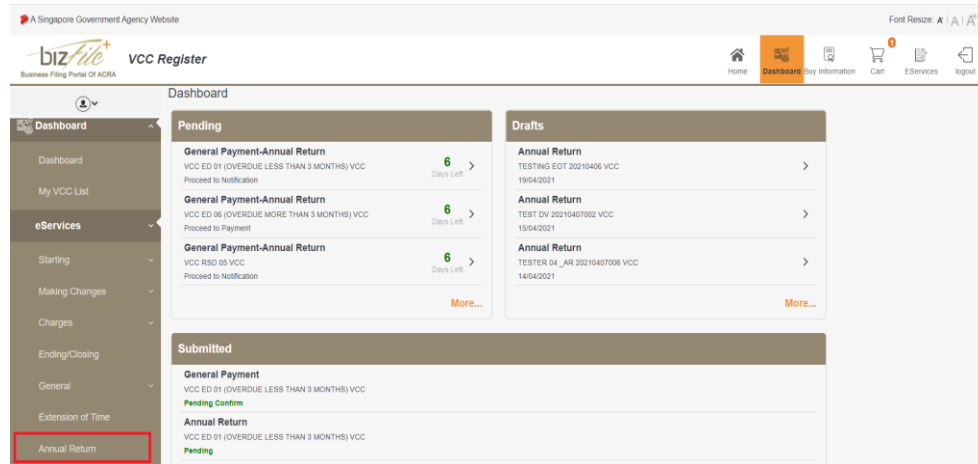 A Singapore Government Agency Website
Font Resize: A | A | A+
bizfile+
Business Filing Portal Of ACRA
VCC Register
Home
Dashboard
Buy Information
1
Cart
EServices
logout
Dashboard
Dashboard
My VCC List
eServices
Starting
Making Changes
Charges
Ending/Closing
General
Extension of Time
Annual Return
Dashboard
Pending
General Payment-Annual Return
VCC ED 01 (OVERDUE LESS THAN 3 MONTHS) VCC
Proceed to Notification
6
Days Left
General Payment-Annual Return
VCC ED 06 (OVERDUE MORE THAN 3 MONTHS) VCC
Proceed to Payment
6
Days Left
General Payment-Annual Return
VCC RSD 05 VCC
Proceed to Notification
6
Days Left
More...
Drafts
Annual Return
TESTING EOT 20210406 VCC
19/04/2021
Annual Return
TEST DV 20210407002 VCC
15/04/2021
Annual Return
TESTER 04 _AR 20210407006 VCC
14/04/2021
More...
Submitted
General Payment
VCC ED 01 (OVERDUE LESS THAN 3 MONTHS) VCC
Pending Confirm
Annual Return
VCC ED 01 (OVERDUE LESS THAN 3 MONTHS) VCC
Pending